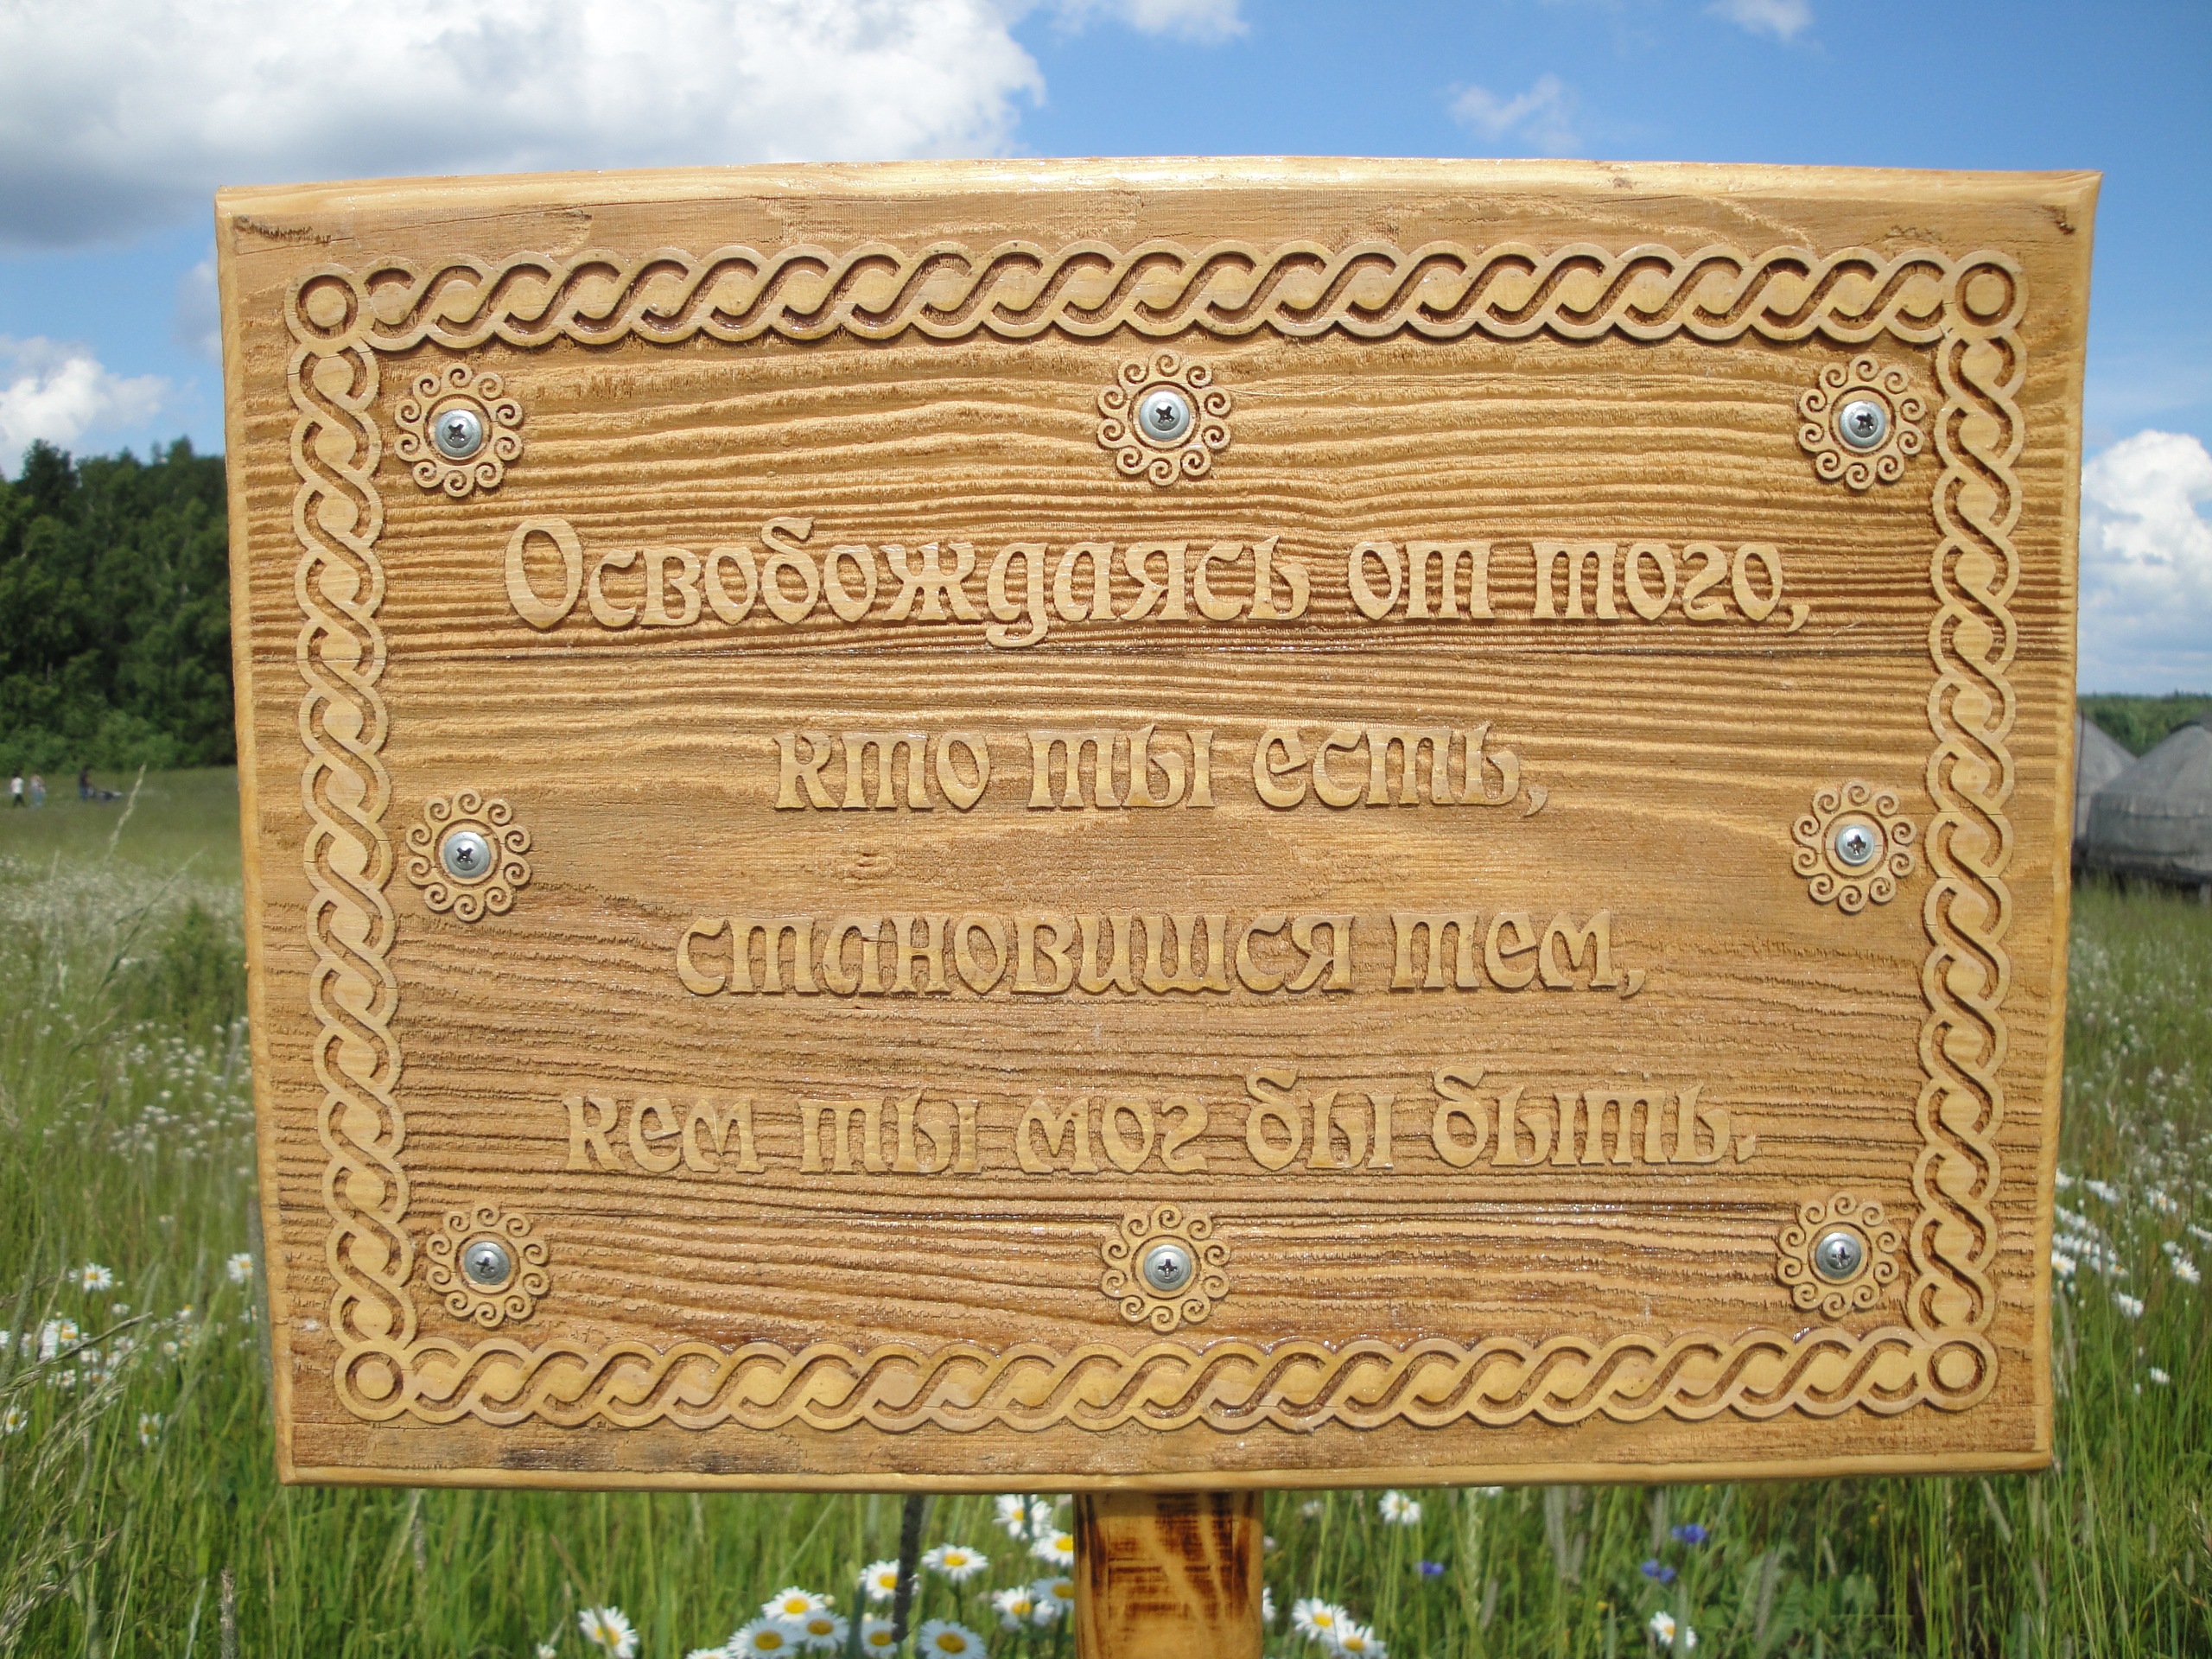 Освобождаясь от того,
кто ты есть,
становишся тем,
кем ты мог бы быть.